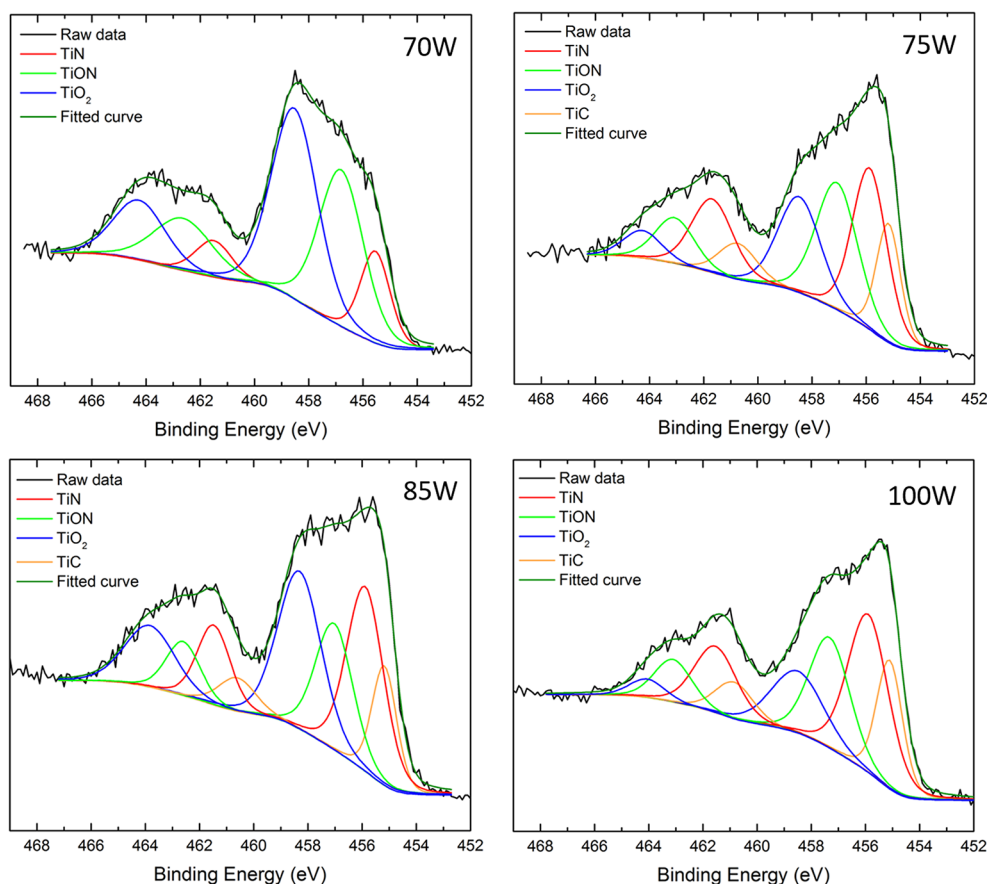 Raw data
TiN
TiON
TiO₂
Fitted curve
70W
468 466 464 462 460 458 456 454 452
Binding Energy (eV)
Raw data
TiN
TiON
TiO₂
TiC
Fitted curve
75W
468 466 464 462 460 458 456 454 452
Binding Energy (eV)
Raw data
TiN
TiON
TiO₂
TiC
Fitted curve
85W
468 466 464 462 460 458 456 454 452
Binding Energy (eV)
Raw data
TiN
TiON
TiO₂
TiC
Fitted curve
100W
468 466 464 462 460 458 456 454 452
Binding Energy (eV)